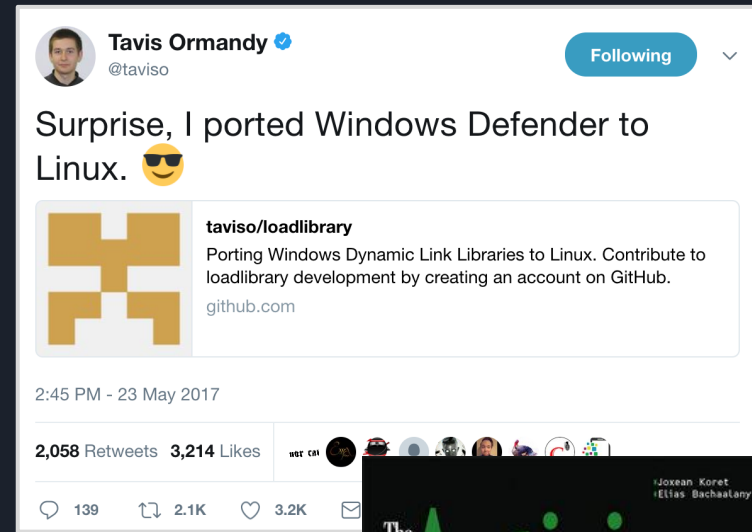 Tavis Ormandy
@taviso
Following
Surprise, I ported Windows Defender to
Linux. 😎
taviso/loadlibrary
Porting Windows Dynamic Link Libraries to Linux. Contribute to
loadlibrary development by creating an account on GitHub.
github.com
2:45 PM - 23 May 2017
2,058 Retweets 3,214 Likes
139 2.1K 3.2K
Joxean Koret
Elias Bachaalany
The